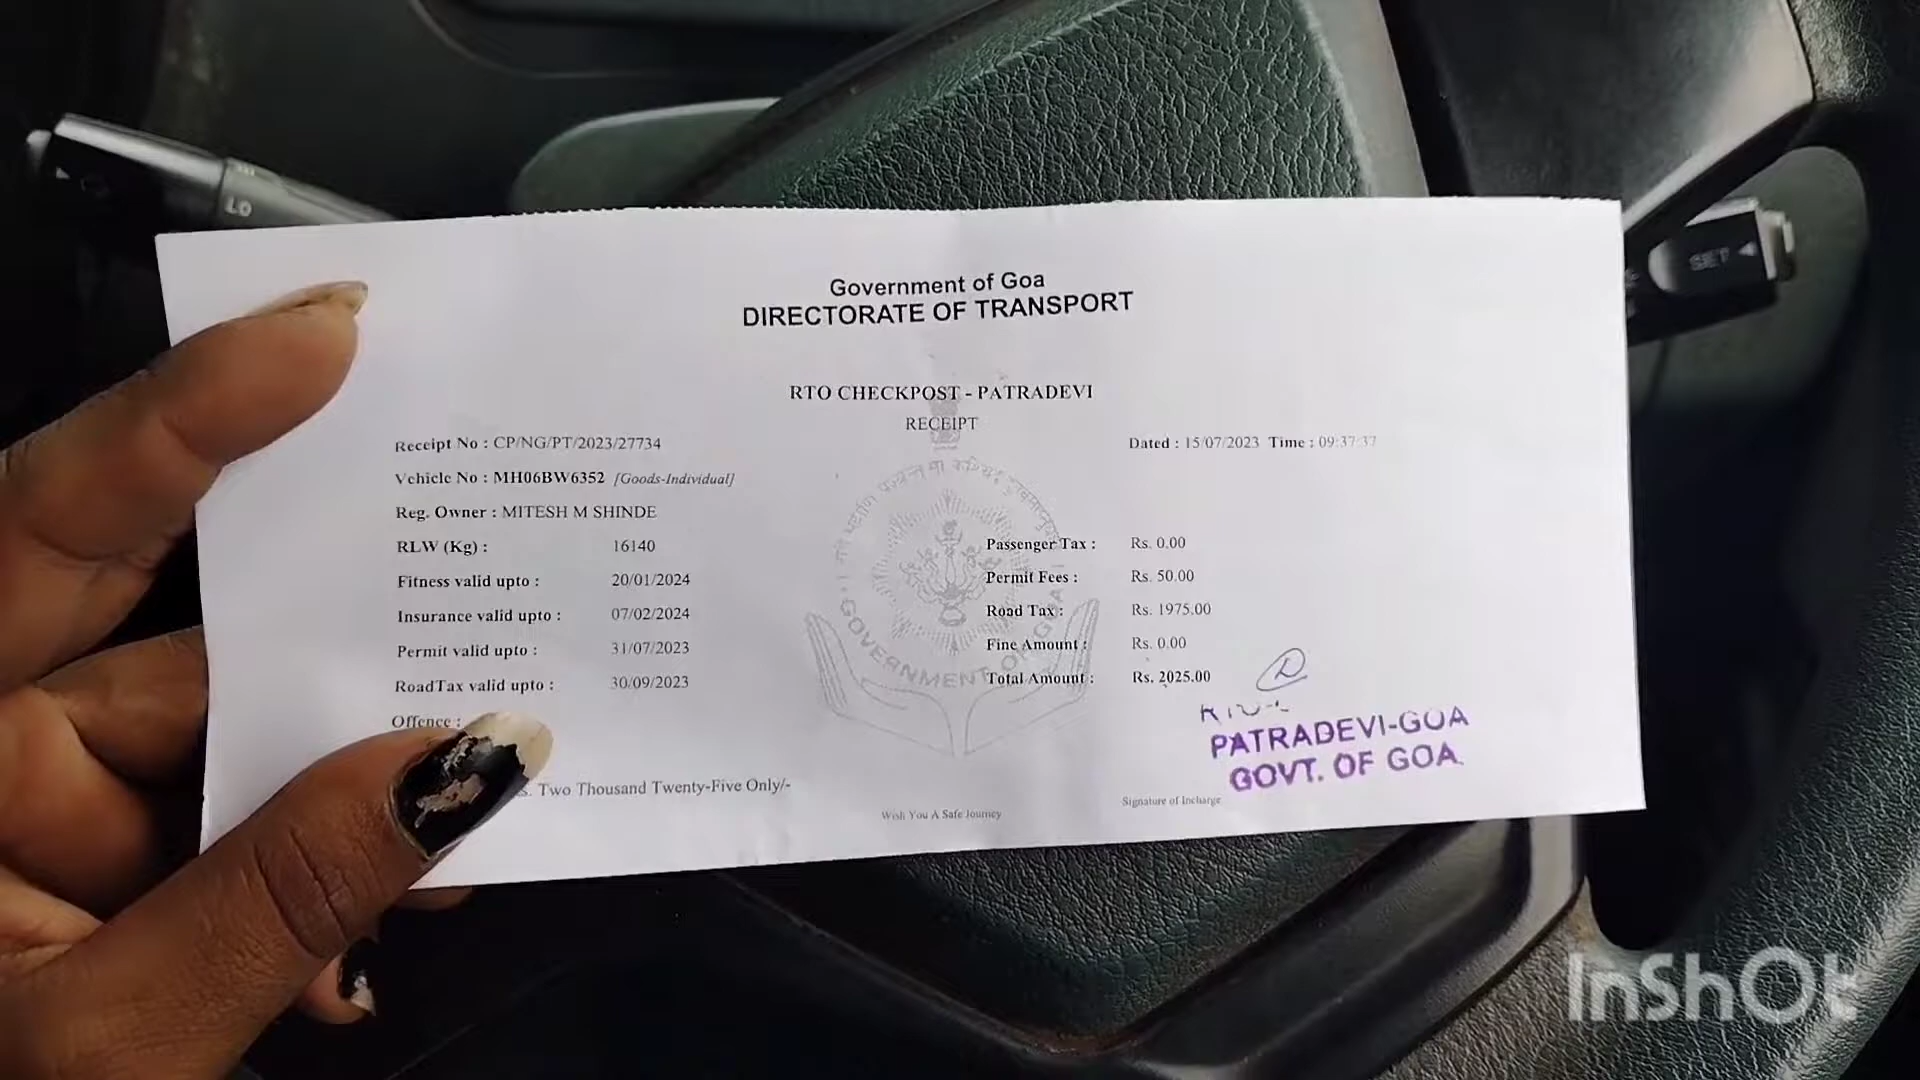 LO
SET
Government of Goa
DIRECTORATE OF TRANSPORT
RTO CHECKPOST - PATRADEVI
RECEIPT
Receipt No : CP/NG/PT/2023/27734
Dated : 15/07/2023 Time : 09:37:37
Vehicle No : MH06BW6352 [Goods-Individual]
Reg. Owner : MITESH M SHINDE
RLW (Kg) : 16140
Passenger Tax : Rs. 0.00
Fitness valid upto : 20/01/2024
Permit Fees : Rs. 50.00
Insurance valid upto : 07/02/2024
Road Tax : Rs. 1975.00
Permit valid upto : 31/07/2023
Fine Amount : Rs. 0.00
RoadTax valid upto : 30/09/2023
Total Amount : Rs. 2025.00
Offence :
GOVERNMENT OF GOA
PATRADEVI-GOA
GOVT. OF GOA.
s. Two Thousand Twenty-Five Only/-
Wish You A Safe Journey
Signature of Incharge
InShOt